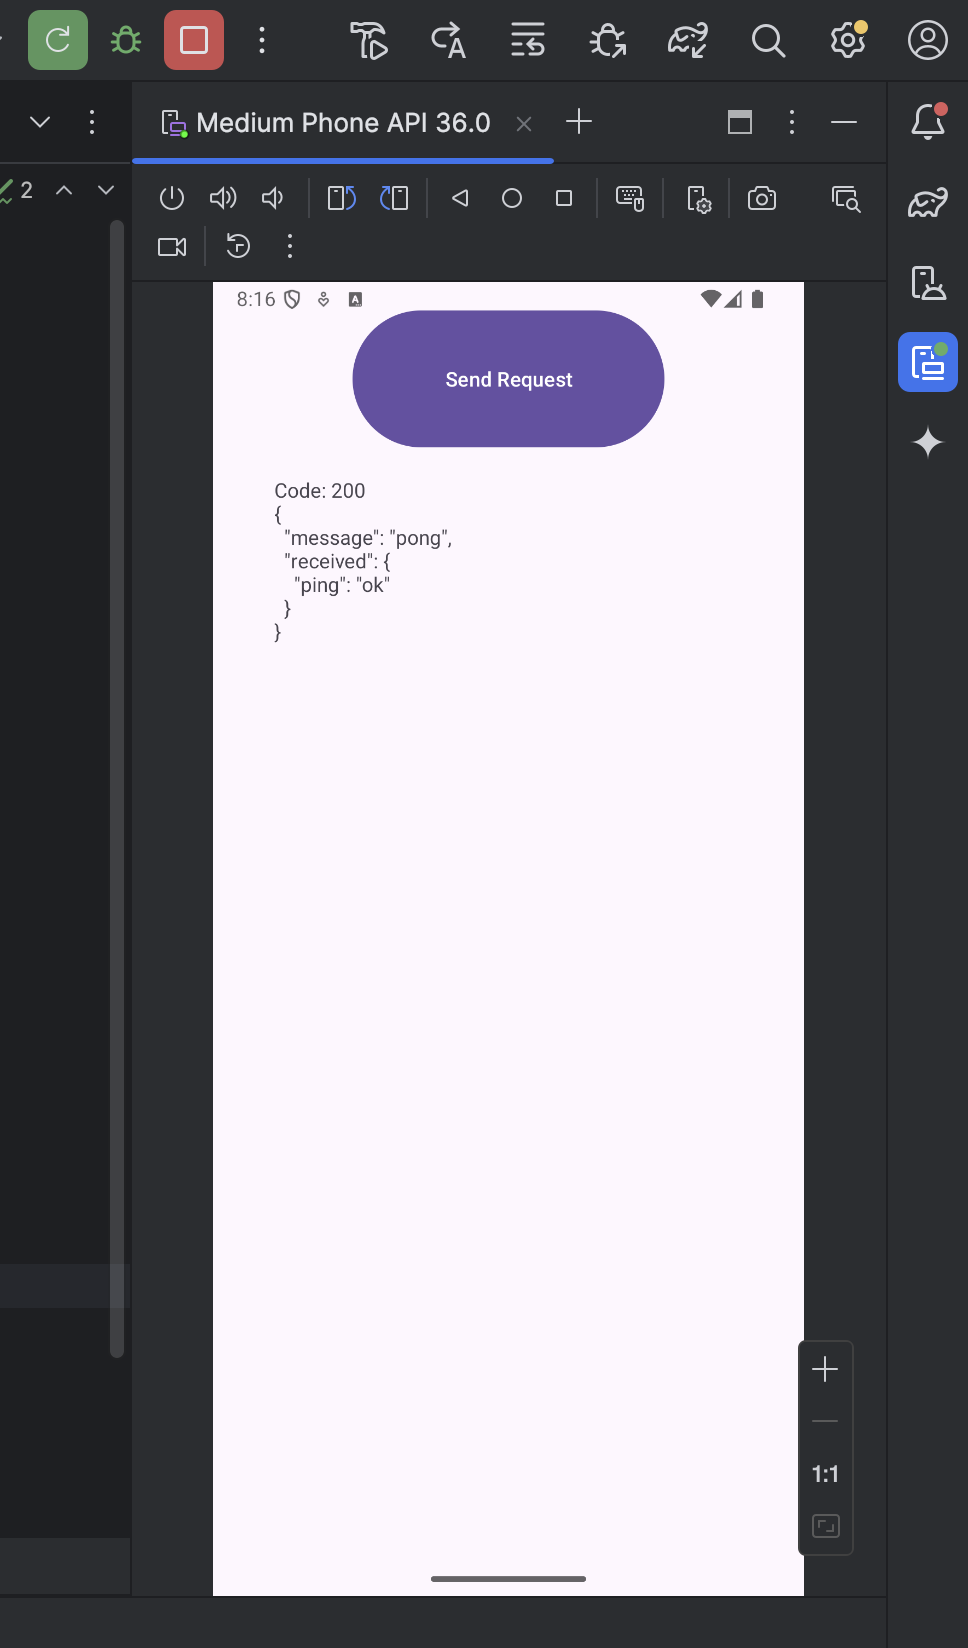 Medium Phone API 36.0
2
8:16
Send Request
Code: 200
{
  "message": "pong",
  "received": {
    "ping": "ok"
  }
}
1:1